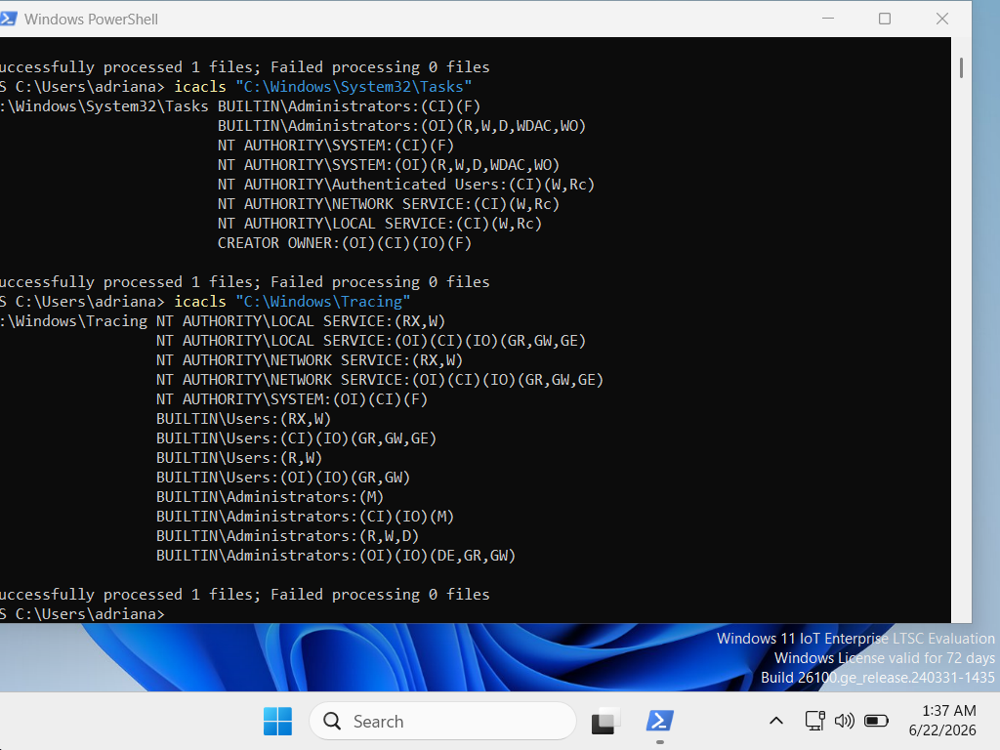 Windows PowerShell
uccessfully processed 1 files; Failed processing 0 files
S C:\Users\adriana> icacls "C:\Windows\System32\Tasks"
:\Windows\System32\Tasks BUILTIN\Administrators:(CI)(F)
BUILTIN\Administrators:(OI)(R,W,D,WDAC,WO)
NT AUTHORITY\SYSTEM:(CI)(F)
NT AUTHORITY\SYSTEM:(OI)(R,W,D,WDAC,WO)
NT AUTHORITY\Authenticated Users:(CI)(W,Rc)
NT AUTHORITY\NETWORK SERVICE:(CI)(W,Rc)
NT AUTHORITY\LOCAL SERVICE:(CI)(W,Rc)
CREATOR OWNER:(OI)(CI)(IO)(F)
uccessfully processed 1 files; Failed processing 0 files
S C:\Users\adriana> icacls "C:\Windows\Tracing"
:\Windows\Tracing NT AUTHORITY\LOCAL SERVICE:(RX,W)
NT AUTHORITY\LOCAL SERVICE:(OI)(CI)(IO)(GR,GW,GE)
NT AUTHORITY\NETWORK SERVICE:(RX,W)
NT AUTHORITY\NETWORK SERVICE:(OI)(CI)(IO)(GR,GW,GE)
NT AUTHORITY\SYSTEM:(OI)(CI)(F)
BUILTIN\Users:(RX,W)
BUILTIN\Users:(CI)(IO)(GR,GW,GE)
BUILTIN\Users:(R,W)
BUILTIN\Users:(OI)(IO)(GR,GW)
BUILTIN\Administrators:(M)
BUILTIN\Administrators:(CI)(IO)(M)
BUILTIN\Administrators:(R,W,D)
BUILTIN\Administrators:(OI)(IO)(DE,GR,GW)
uccessfully processed 1 files; Failed processing 0 files
S C:\Users\adriana>
Windows 11 IoT Enterprise LTSC Evaluation
Windows License valid for 72 days
Build 26100.ge_release.240331-1435
Search
1:37 AM
6/22/2026